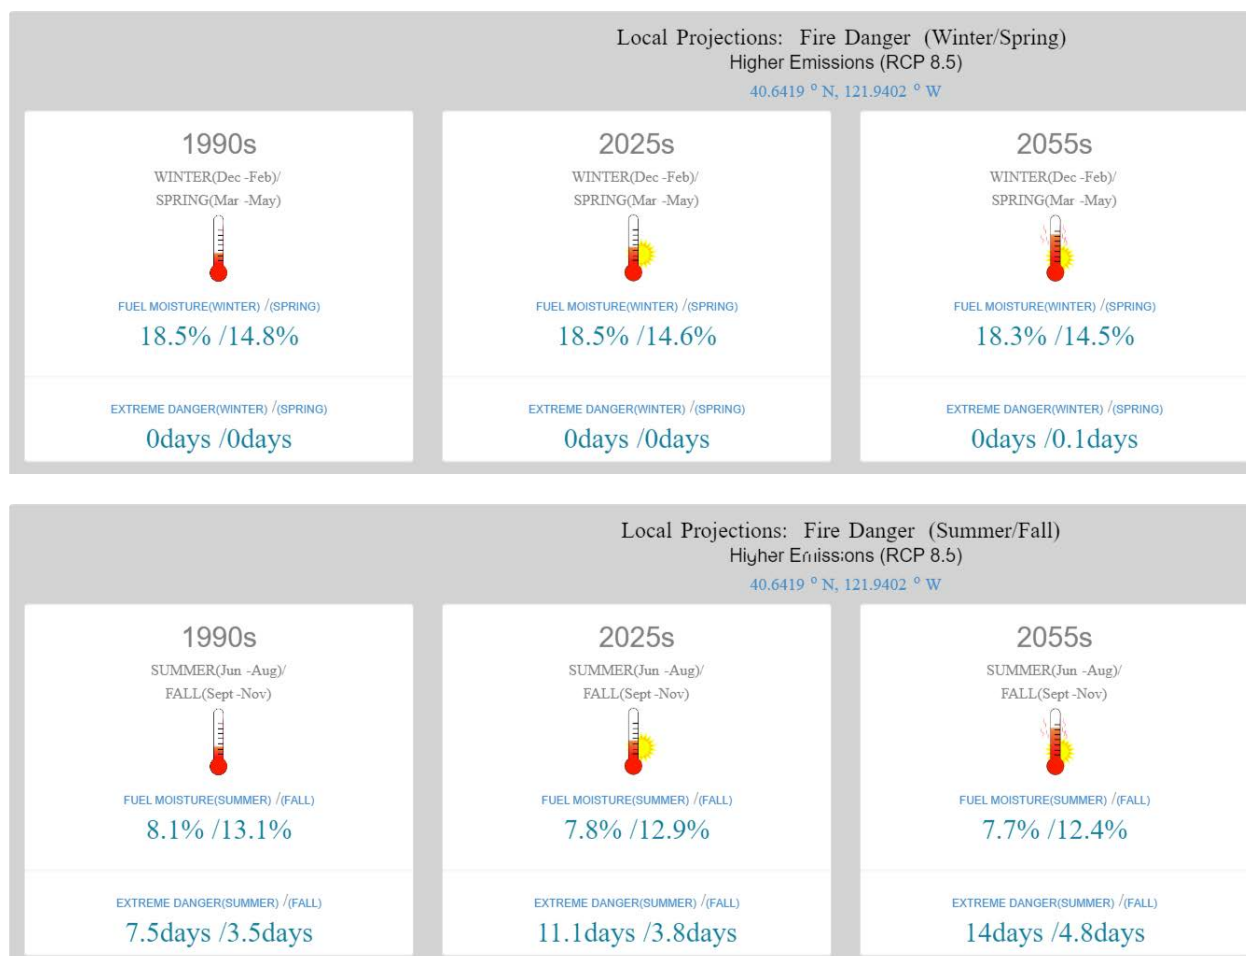 Local Projections: Fire Danger (Winter/Spring)
Higher Emissions (RCP 8.5)
40.6419 ° N, 121.9402 ° W
1990s
WINTER(Dec -Feb)/
SPRING(Mar -May)
FUEL MOISTURE(WINTER) /(SPRING)
18.5% /14.8%
EXTREME DANGER(WINTER) /(SPRING)
0days /0days
2025s
WINTER(Dec -Feb)/
SPRING(Mar -May)
FUEL MOISTURE(WINTER) /(SPRING)
18.5% /14.6%
EXTREME DANGER(WINTER) /(SPRING)
0days /0days
2055s
WINTER(Dec -Feb)/
SPRING(Mar -May)
FUEL MOISTURE(WINTER) /(SPRING)
18.3% /14.5%
EXTREME DANGER(WINTER) /(SPRING)
0days /0.1days
Local Projections: Fire Danger (Summer/Fall)
Higher Emissions (RCP 8.5)
40.6419 ° N, 121.9402 ° W
1990s
SUMMER(Jun -Aug)/
FALL(Sept -Nov)
FUEL MOISTURE(SUMMER) /(FALL)
8.1% /13.1%
EXTREME DANGER(SUMMER) /(FALL)
7.5days /3.5days
2025s
SUMMER(Jun -Aug)/
FALL(Sept -Nov)
FUEL MOISTURE(SUMMER) /(FALL)
7.8% /12.9%
EXTREME DANGER(SUMMER) /(FALL)
11.1days /3.8days
2055s
SUMMER(Jun -Aug)/
FALL(Sept -Nov)
FUEL MOISTURE(SUMMER) /(FALL)
7.7% /12.4%
EXTREME DANGER(SUMMER) /(FALL)
14days /4.8days